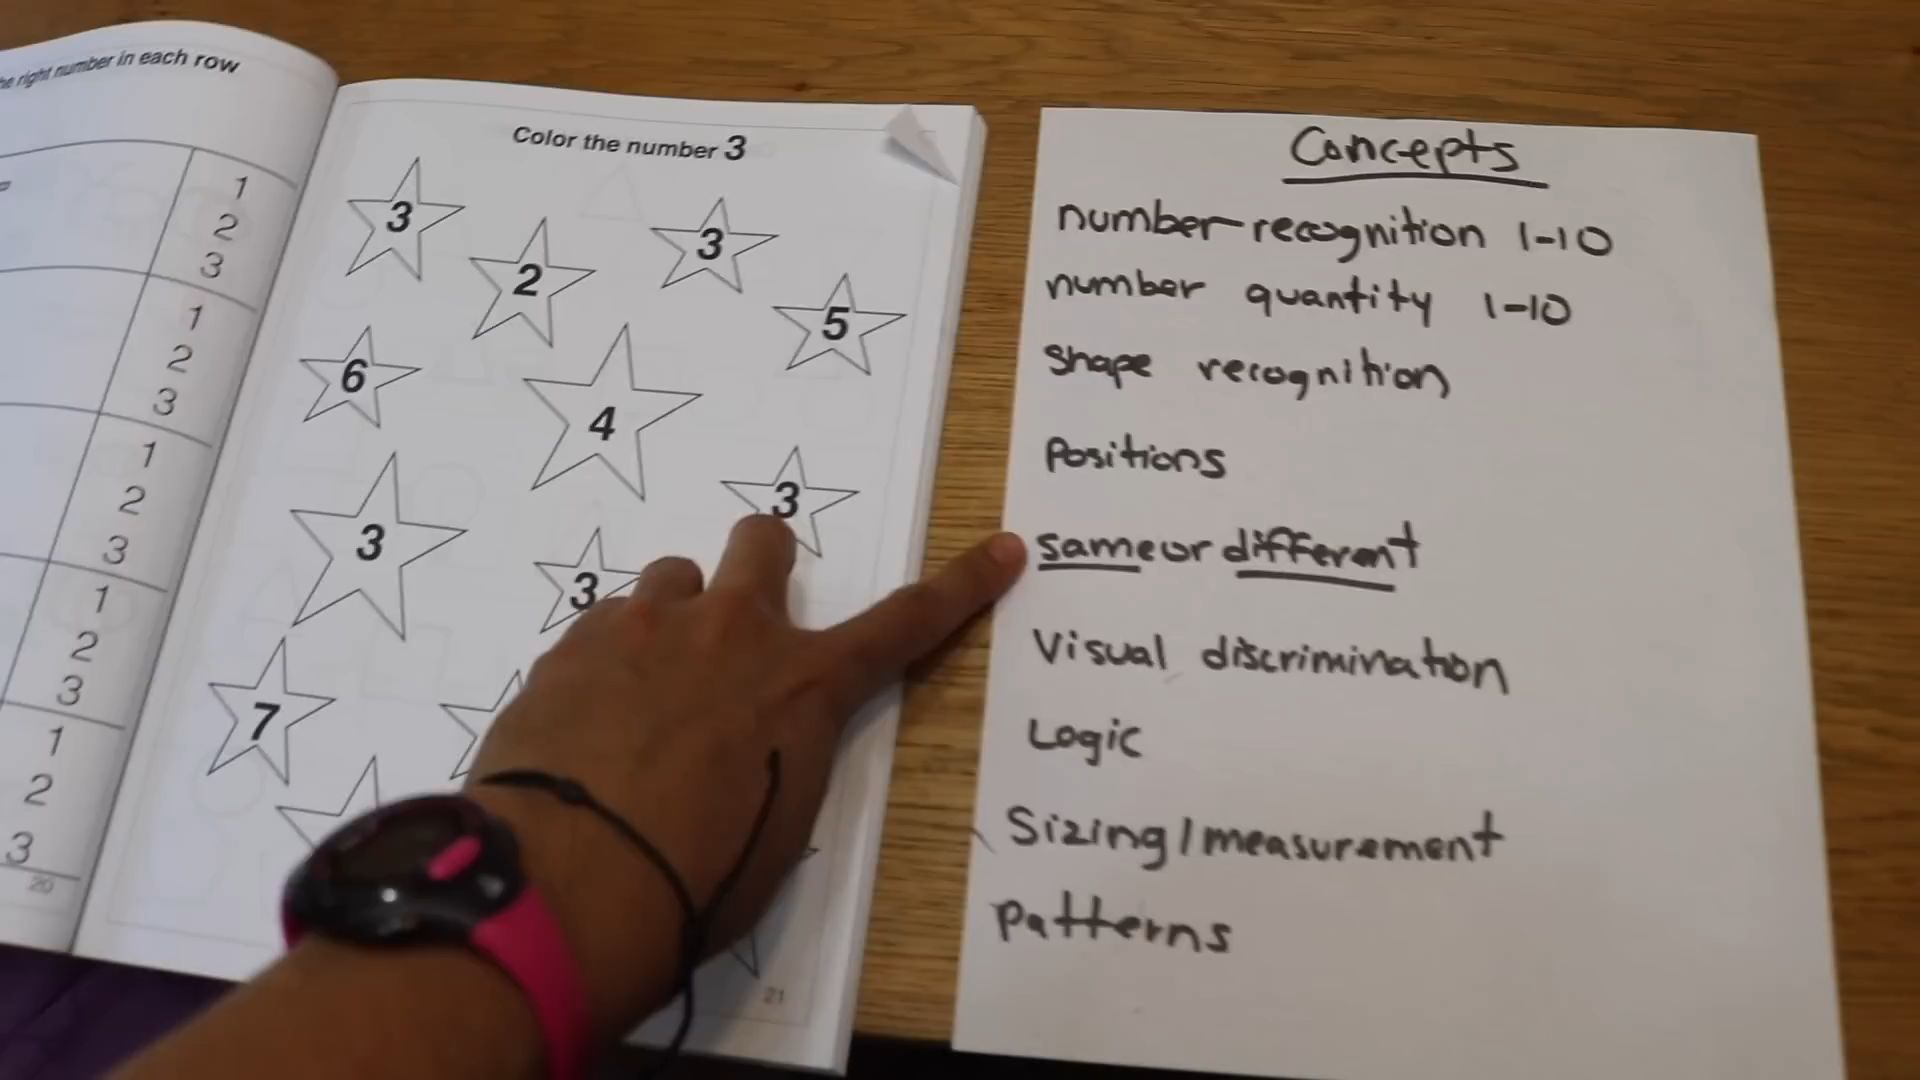 the right number in each row
1
2
3
1
2
3
1
2
3
1
2
3
1
2
3
20
Color the number 3
3
2
3
5
6
4
3
3
3
7
21
Concepts
number recognition 1-10
number quantity 1-10
Shape recognition
Positions
same or different
Visual discrimination
Logic
Sizing/measurement
patterns